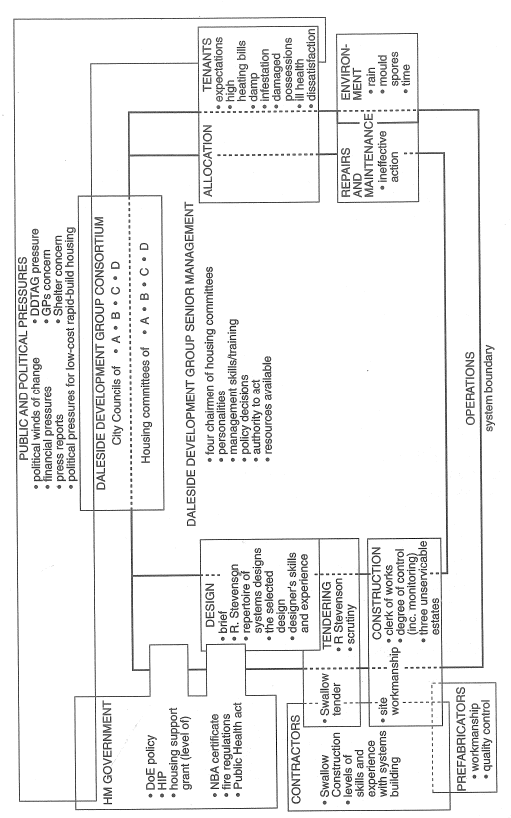 PUBLIC AND POLITICAL PRESSURES
• political winds of change
• financial pressures
• press reports
• political pressures for low-cost rapid-build housing
• DDTAG pressure
• GPs concern
• Shelter concern
DALESIDE DEVELOPMENT GROUP CONSORTIUM
City Councils of • A • B • C • D
Housing committees of • A • B • C • D
HM GOVERNMENT
• DoE policy
• HIP
• housing support
grant (level of)
• NBA certificate
• fire regulations
• Public Health act
DALESIDE DEVELOPMENT GROUP SENIOR MANAGEMENT
• four chairmen of housing committees
• personalities
• management skills/training
• policy decisions
• authority to act
• resources available
DESIGN
• brief
• R. Stevenson
• repertoire of
systems designs
• the selected
design
• designer's skills
and experience
ALLOCATION
TENANTS
• expectations
• high
heating bills
• damp
• infestation
• damaged
possessions
• ill health
• dissatisfaction
CONTRACTORS
• Swallow
Construction
• levels of
skills and
experience
with systems
building
• Swallow
tender
TENDERING
• R Stevenson
• scrutiny
• site
workmanship
CONSTRUCTION
• clerk of works
• degree of control
(inc. monitoring)
• three unservicable
estates
REPAIRS
AND
MAINTENANCE
• ineffective
action
ENVIRON-
MENT
• rain
• mould
spores
• time
PREFABRICATORS
• workmanship
• quality control
OPERATIONS
system boundary